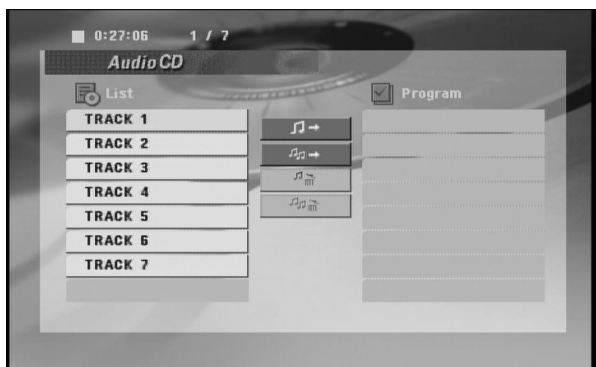 0:27:06 1 / 7
Audio CD
List
Program
TRACK 1
TRACK 2
TRACK 3
TRACK 4
TRACK 5
TRACK 6
TRACK 7